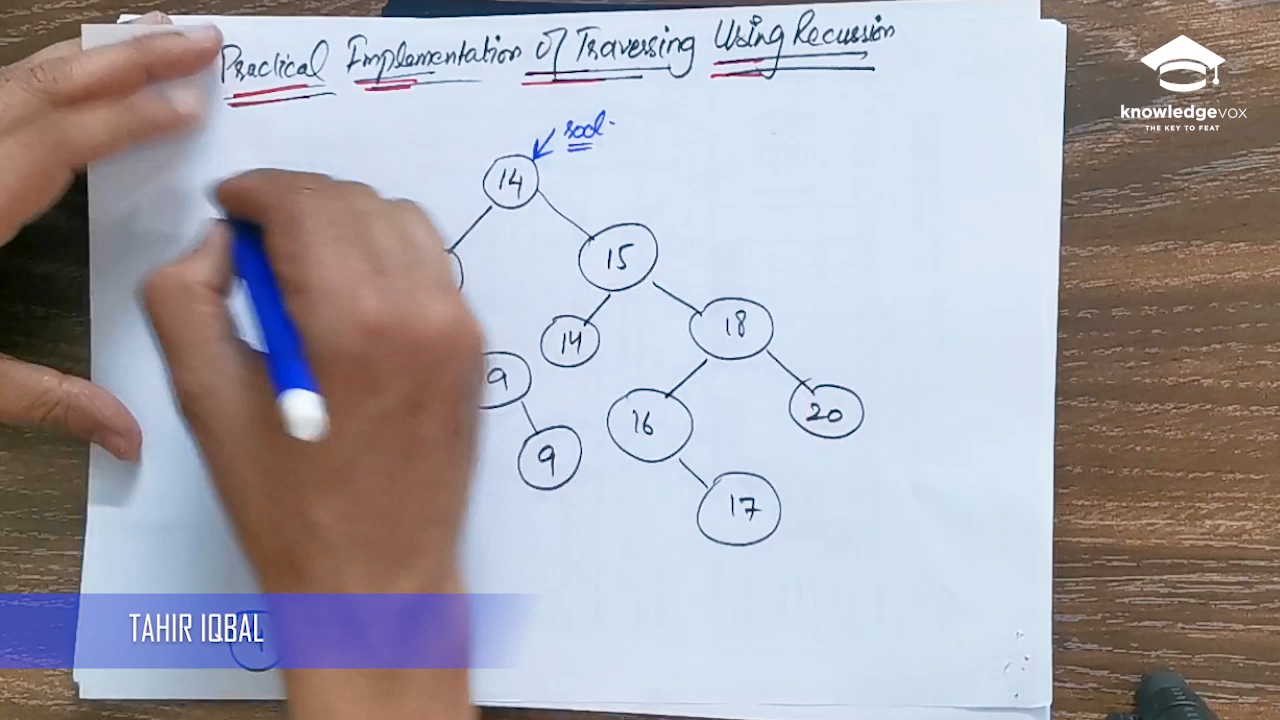 Practical Implementation of Traversing Using Recussion
knowledgevox
THE KEY TO FEAT
root.
14
15
14
18
9
16
20
9
17
TAHIR IQBAL